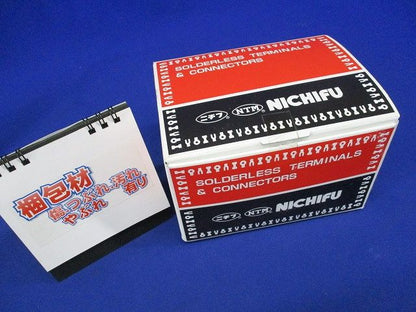 SOLDERLESS TERMINALS
& CONNECTORS
ニチフ NTM NICHIFU
SOLDERLESS TERMINALS
& CONNECTORS
ニチフ NTM NICHIFU
梱包材
傷、つぶれ、汚れ
やぶれ 有り